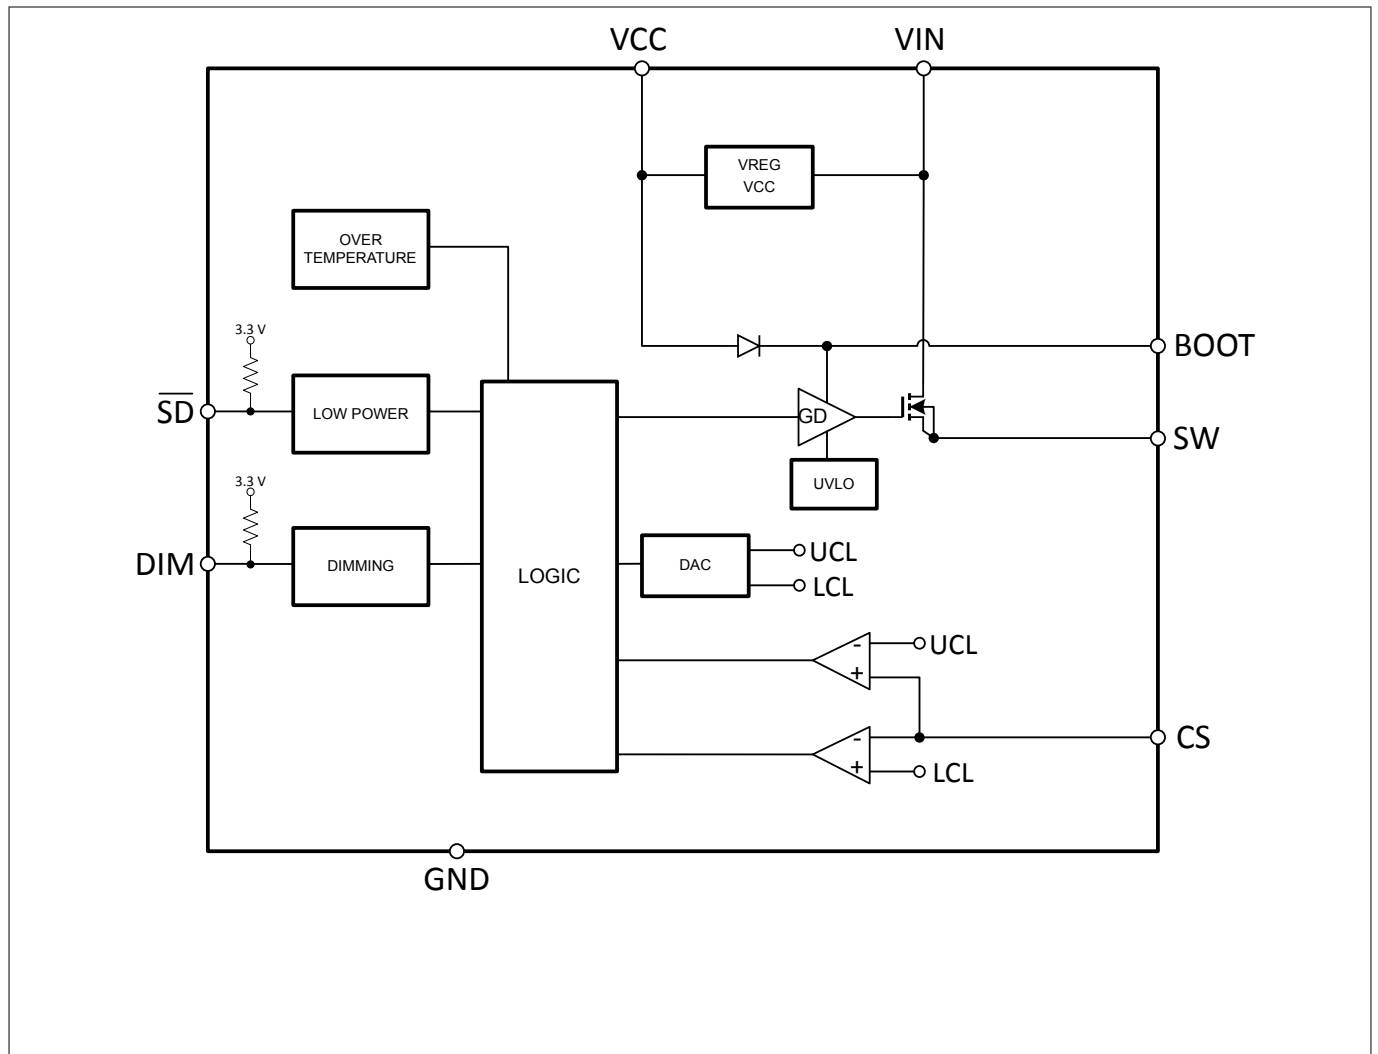 VCC
VIN
VREG
VCC
OVER
TEMPERATURE
3.3 V
BOOT
SD
LOW POWER
GD
SW
3.3 V
UVLO
DIM
DIMMING
LOGIC
DAC
UCL
LCL
-
UCL
+
CS
-
+
LCL
GND